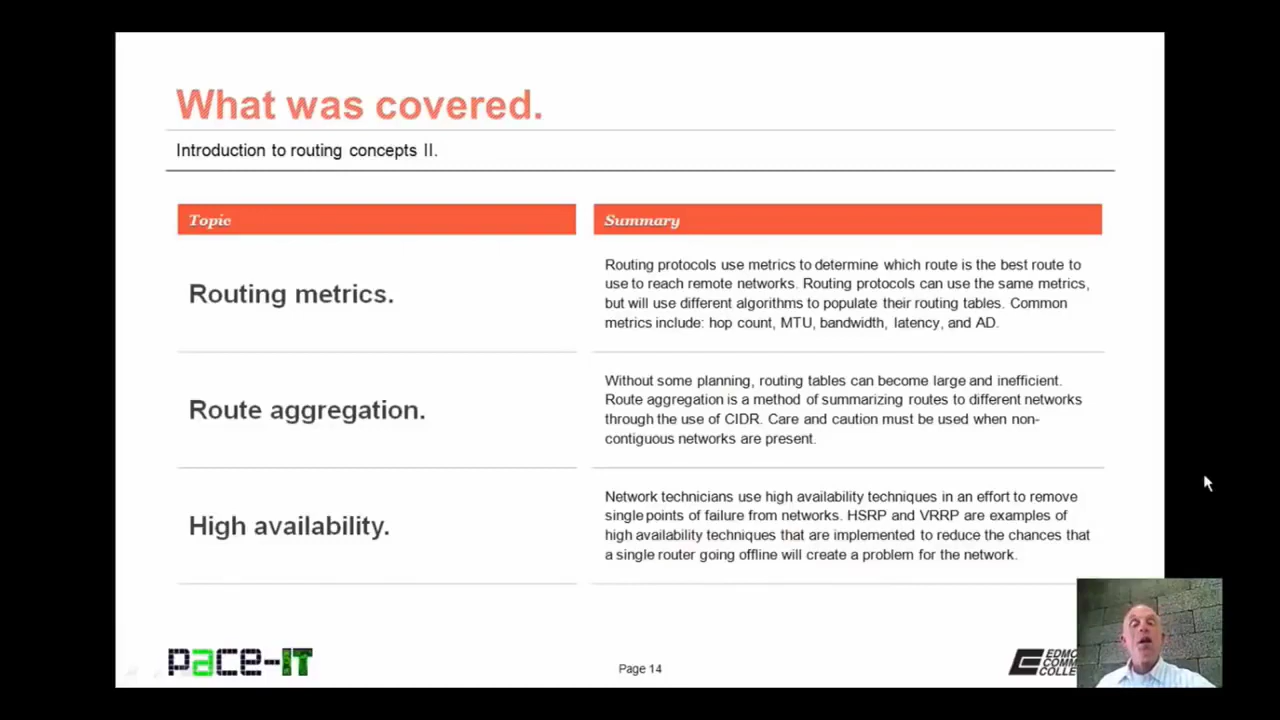 What was covered.
Introduction to routing concepts II.
Topic
Summary
Routing metrics.
Routing protocols use metrics to determine which route is the best route to
use to reach remote networks. Routing protocols can use the same metrics,
but will use different algorithms to populate their routing tables. Common
metrics include: hop count, MTU, bandwidth, latency, and AD.
Route aggregation.
Without some planning, routing tables can become large and inefficient.
Route aggregation is a method of summarizing routes to different networks
through the use of CIDR. Care and caution must be used when non-
contiguous networks are present.
High availability.
Network technicians use high availability techniques in an effort to remove
single points of failure from networks. HSRP and VRRP are examples of
high availability techniques that are implemented to reduce the chances that
a single router going offline will create a problem for the network.
pace-IT
Page 14